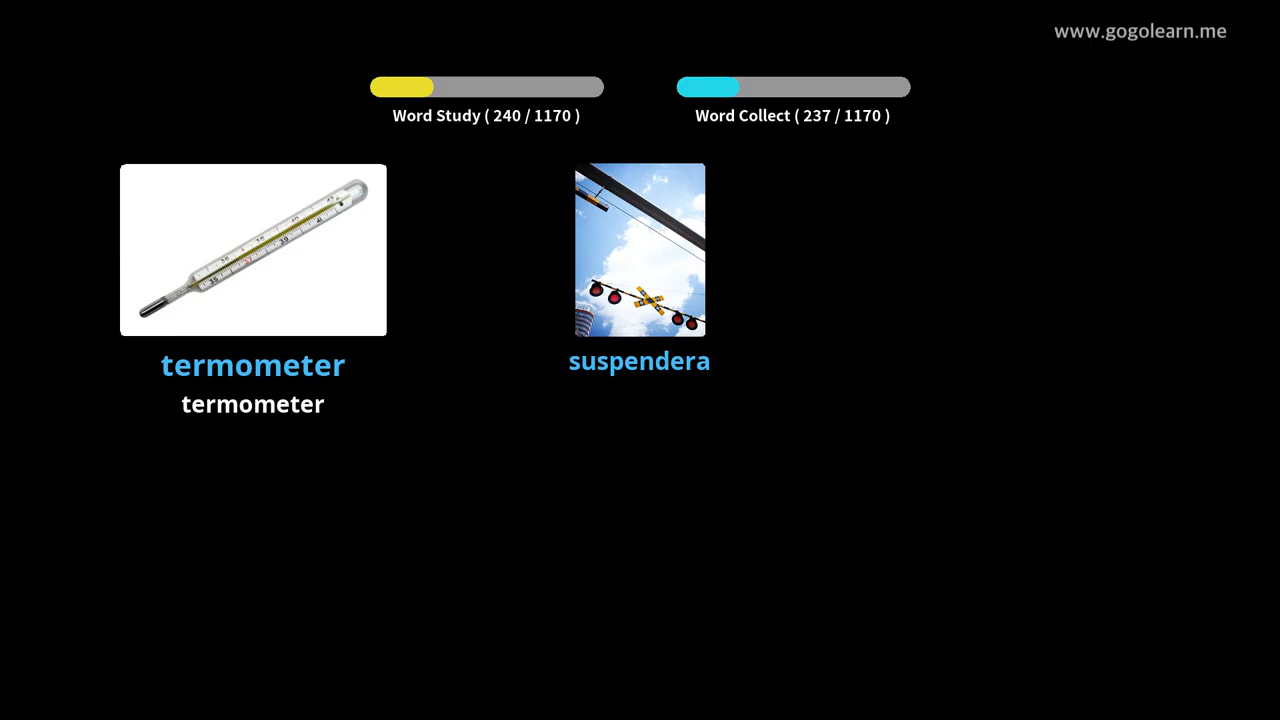 www.gogolearn.me
Word Study ( 240 / 1170 )
Word Collect ( 237 / 1170 )
termometer
termometer
suspendera